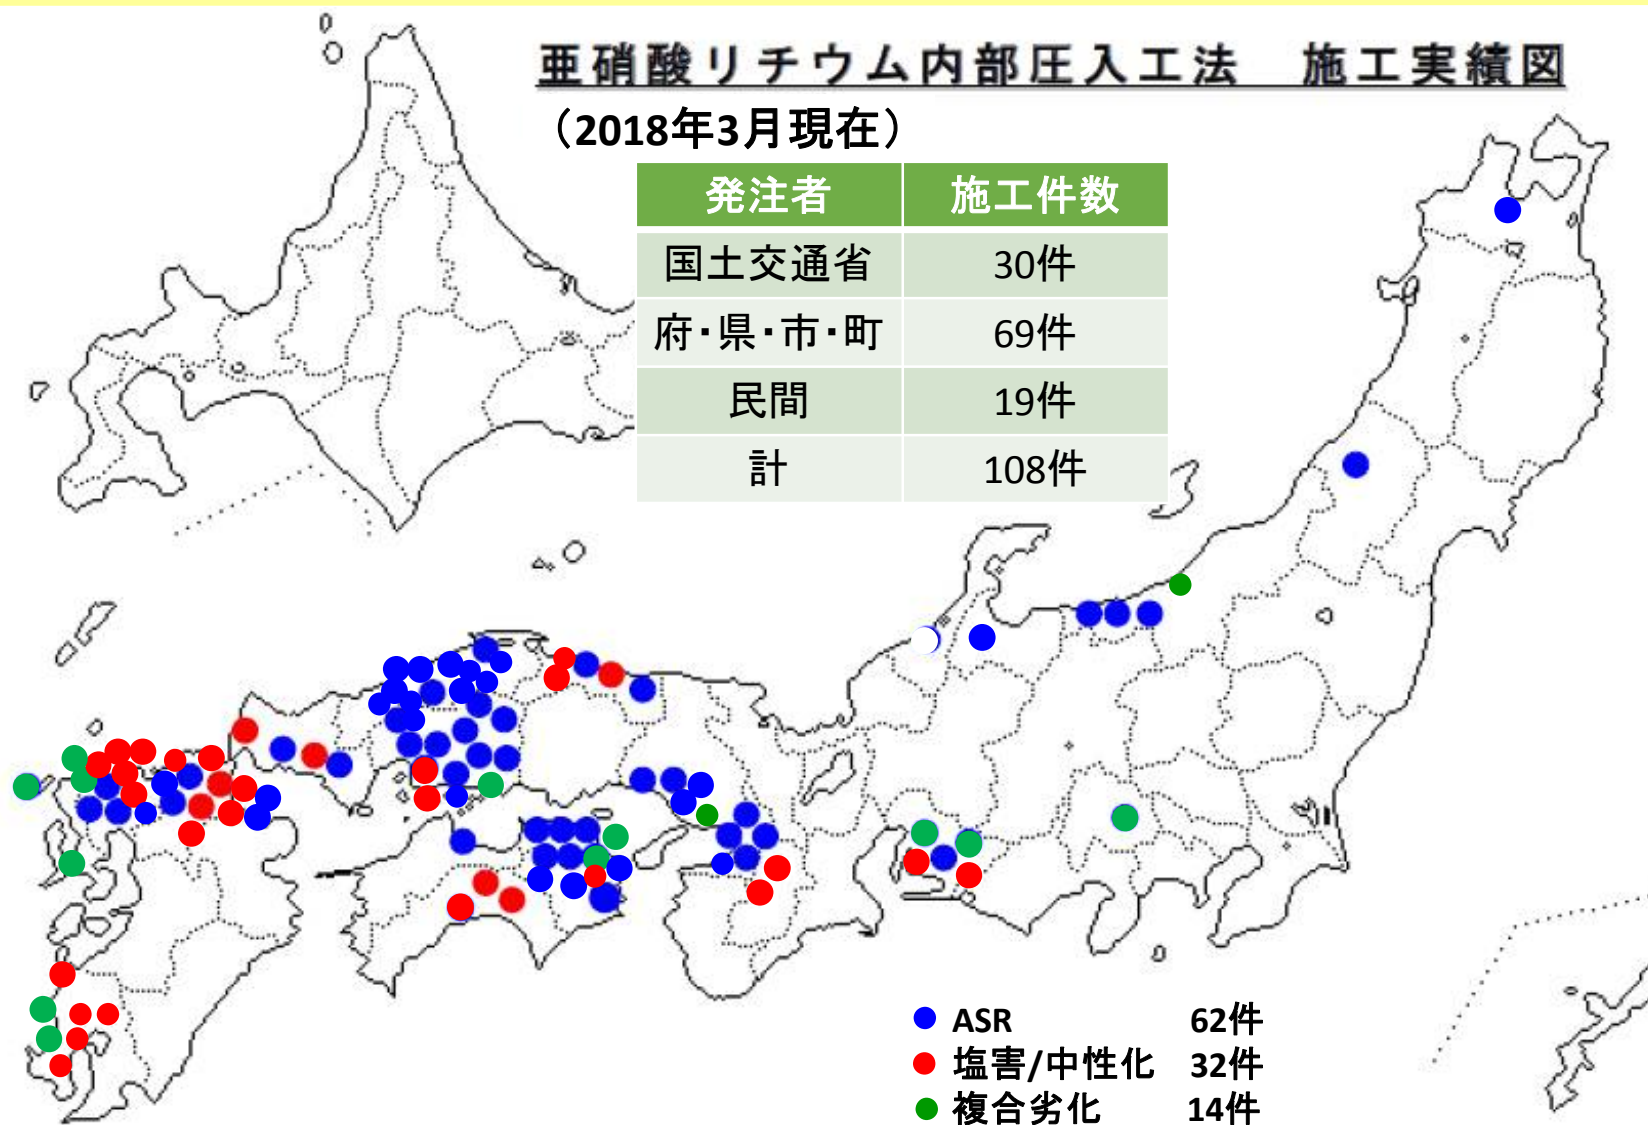 亜硝酸リチウム内部圧入工法　施工実績図
（2018年3月現在）
発注者 施工件数
国土交通省 30件
府・県・市・町 69件
民間 19件
計 108件
ASR 62件
塩害/中性化 32件
複合劣化 14件